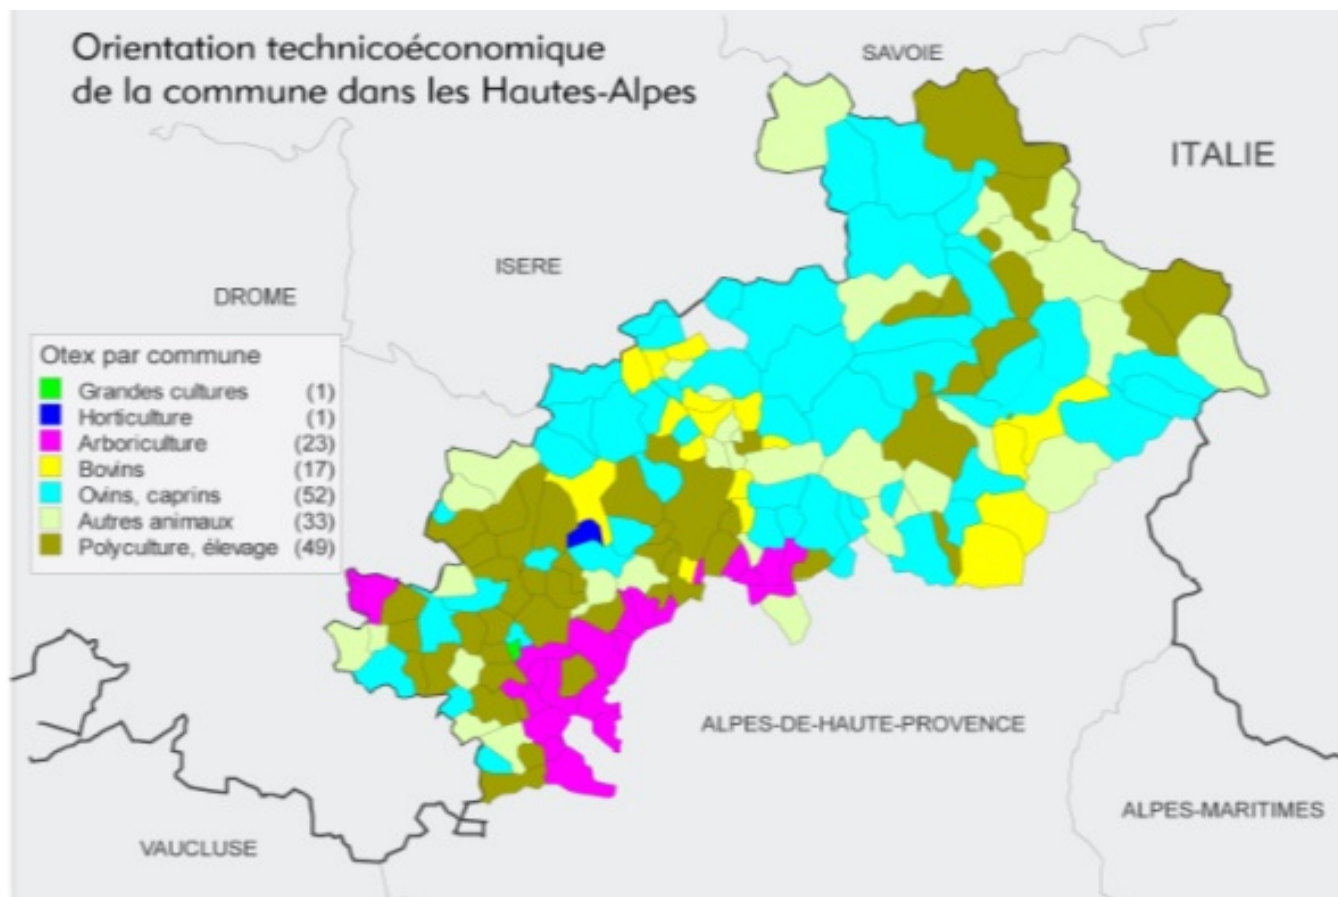 Orientation technicoéconomique
de la commune dans les Hautes-Alpes
SAVOIE
ITALIE
ISERE
DROME
Otex par commune
Grandes cultures (1)
Horticulture (1)
Arboriculture (23)
Bovins (17)
Ovins, caprins (52)
Autres animaux (33)
Polyculture, élevage (49)
ALPES-DE-HAUTE-PROVENCE
ALPES-MARITIMES
VAUCLUSE